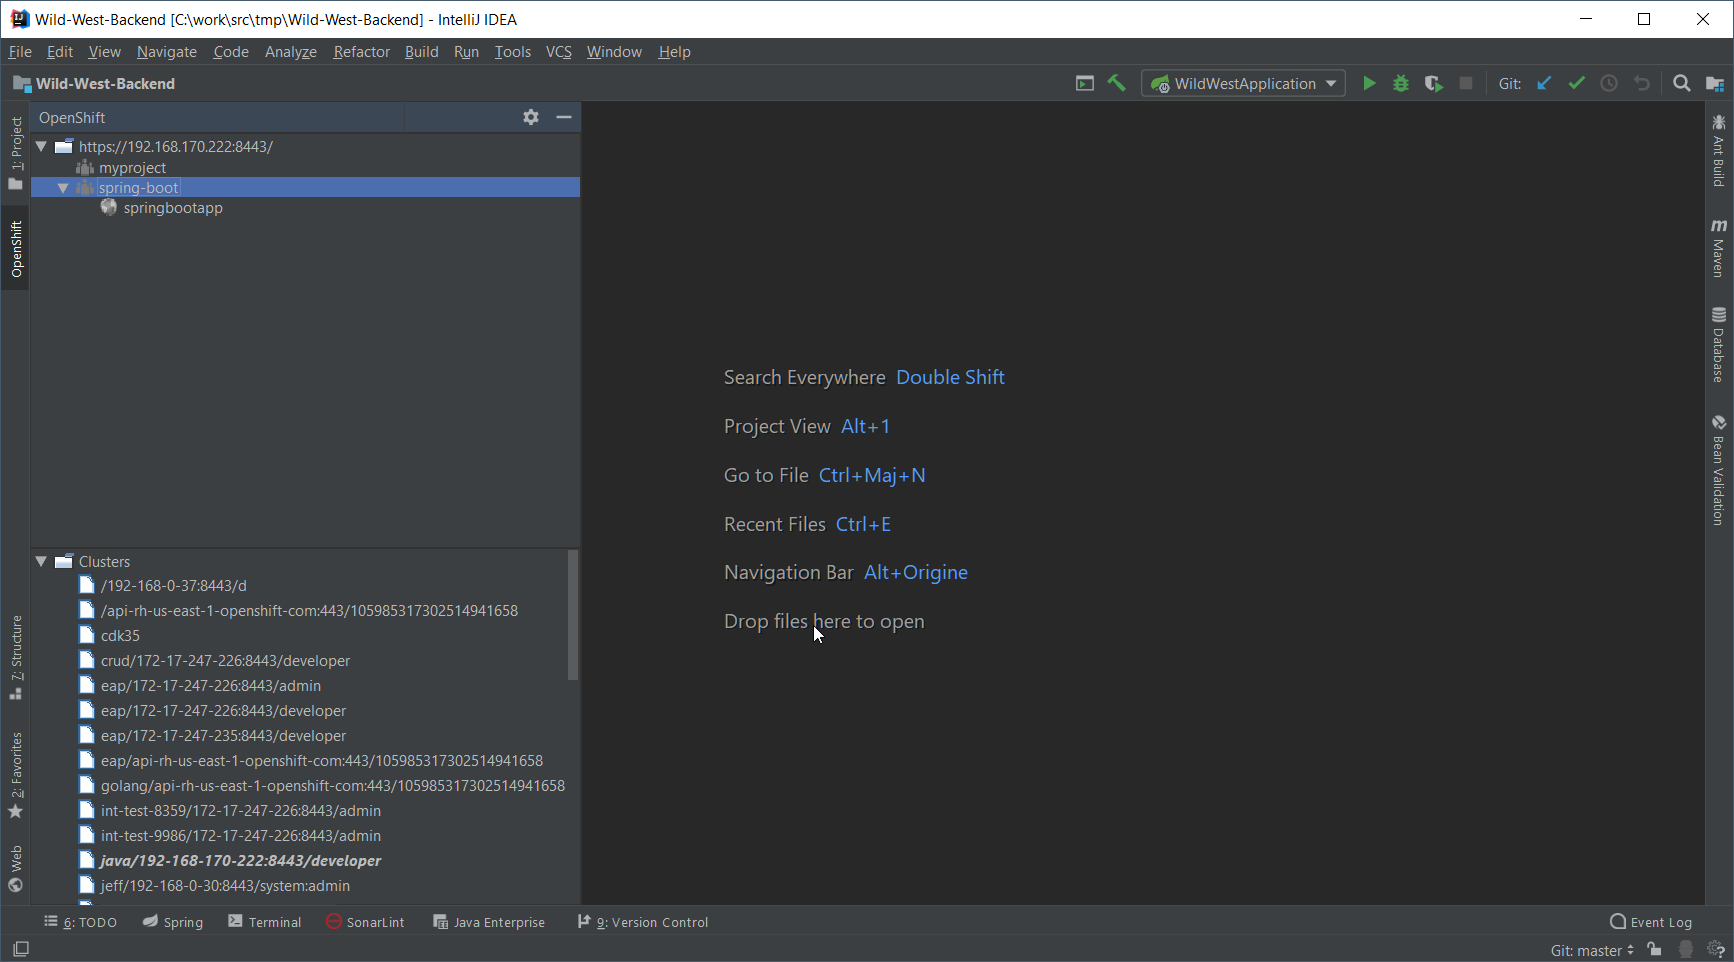 Wild-West-Backend [C:\work\src\tmp\Wild-West-Backend] - IntelliJ IDEA
File Edit View Navigate Code Analyze Refactor Build Run Tools VCS Window Help
Wild-West-Backend
WildWestApplication
Git:
1: Project
OpenShift
7: Structure
2: Favorites
Web
OpenShift
https://192.168.170.222:8443/
myproject
spring-boot
springbootapp
Clusters
/192-168-0-37:8443/d
/api-rh-us-east-1-openshift-com:443/105985317302514941658
cdk35
crud/172-17-247-226:8443/developer
eap/172-17-247-226:8443/admin
eap/172-17-247-226:8443/developer
eap/172-17-247-235:8443/developer
eap/api-rh-us-east-1-openshift-com:443/105985317302514941658
golang/api-rh-us-east-1-openshift-com:443/105985317302514941658
int-test-8359/172-17-247-226:8443/admin
int-test-9986/172-17-247-226:8443/admin
java/192-168-170-222:8443/developer
jeff/192-168-0-30:8443/system:admin
Search Everywhere Double Shift
Project View Alt+1
Go to File Ctrl+Maj+N
Recent Files Ctrl+E
Navigation Bar Alt+Origine
Drop files here to open
Ant Build
m Maven
Database
Bean Validation
6: TODO Spring Terminal SonarLint Java Enterprise 9: Version Control Event Log
Git: master